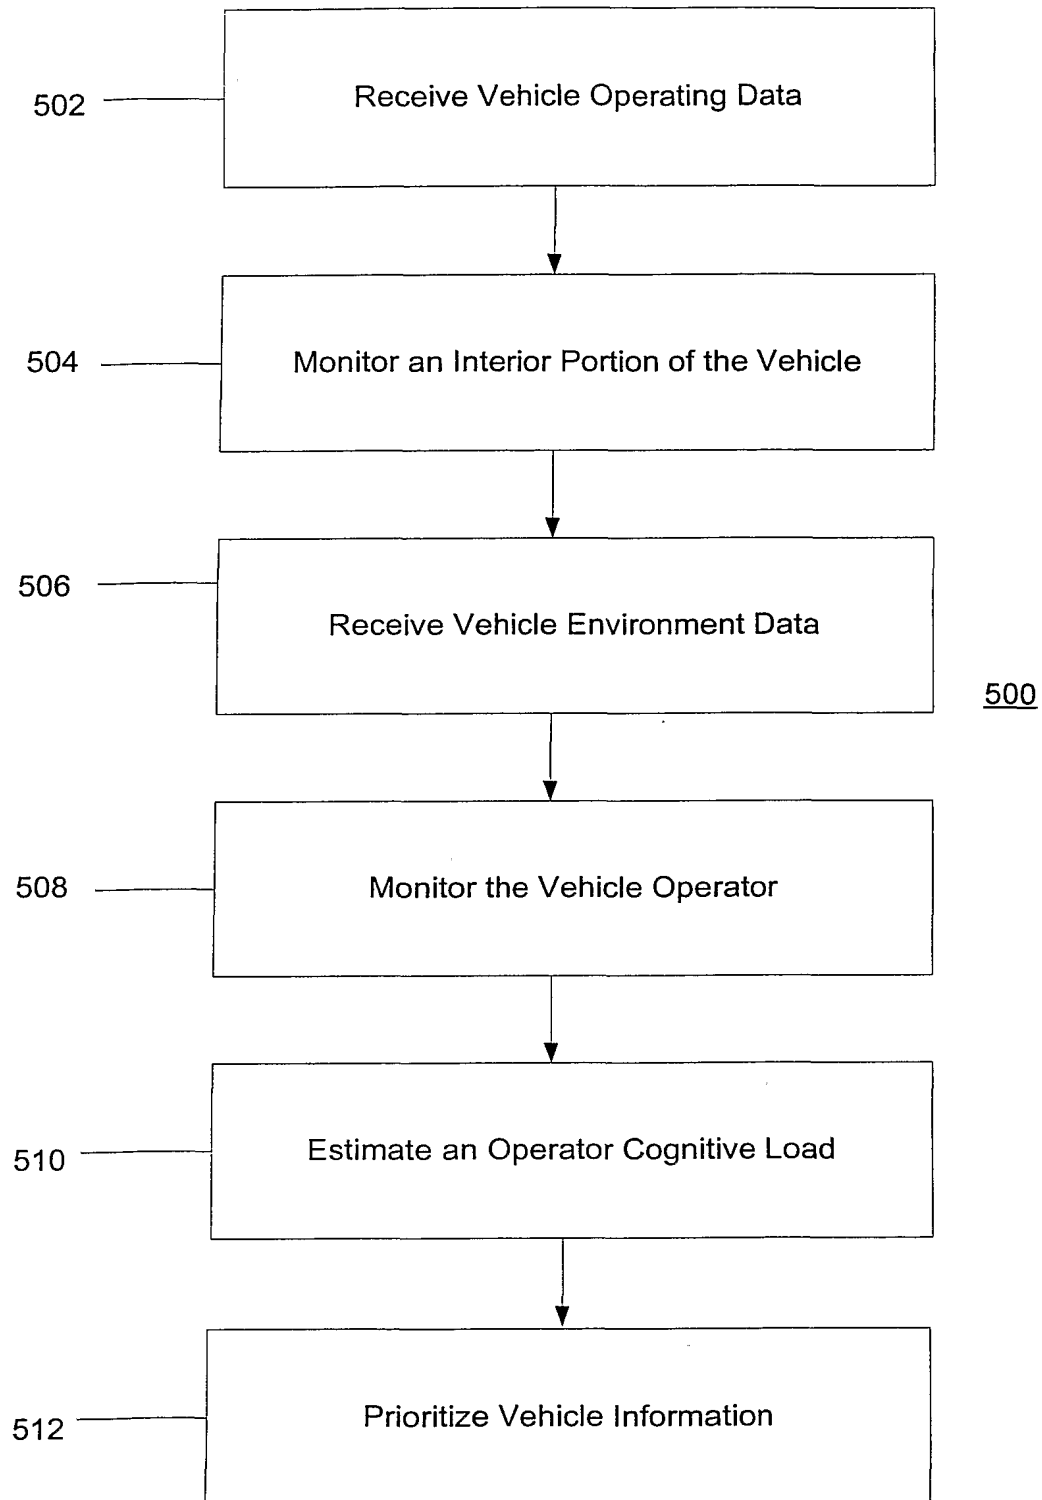 502
Receive Vehicle Operating Data
504
Monitor an Interior Portion of the Vehicle
506
Receive Vehicle Environment Data
500
508
Monitor the Vehicle Operator
510
Estimate an Operator Cognitive Load
512
Prioritize Vehicle Information